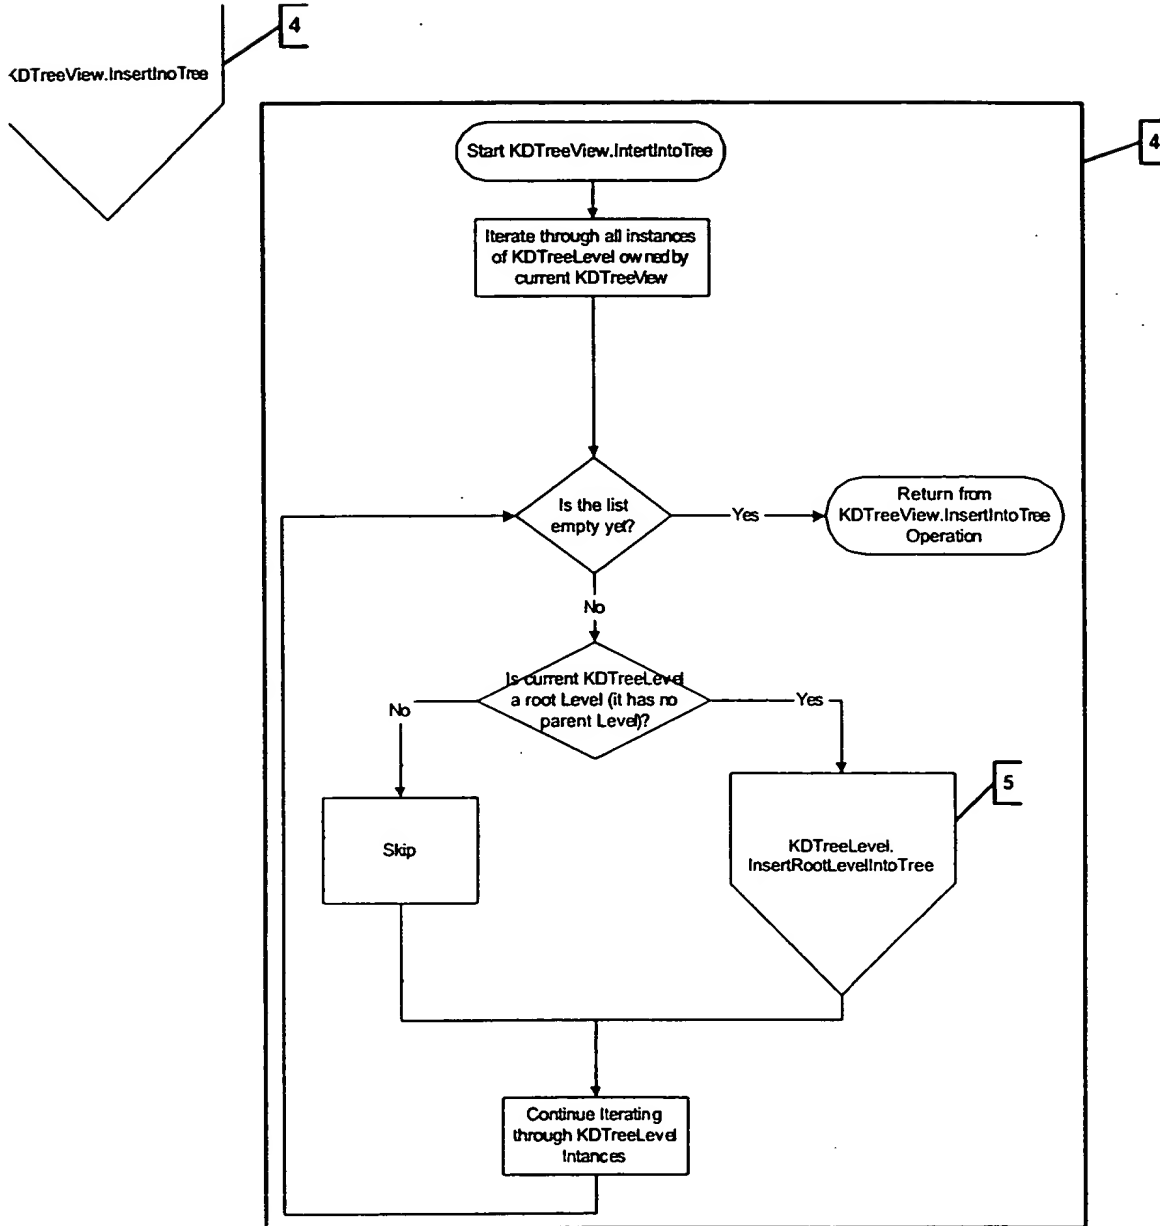 4
KDTreeView.InsertInoTree
4
Start KDTreeView.IntertIntoTree
Iterate through all instances
of KDTreeLevel owned by
current KDTreeView
Is the list
empty yet?
Yes
Return from
KDTreeView.InsertIntoTree
Operation
No
Is current KDTreeLevel
a root Level (it has no
parent Level)?
No
Yes
5
Skip
KDTreeLevel.
InsertRootLevelIntoTree
Continue Iterating
through KDTreeLevel
Intances